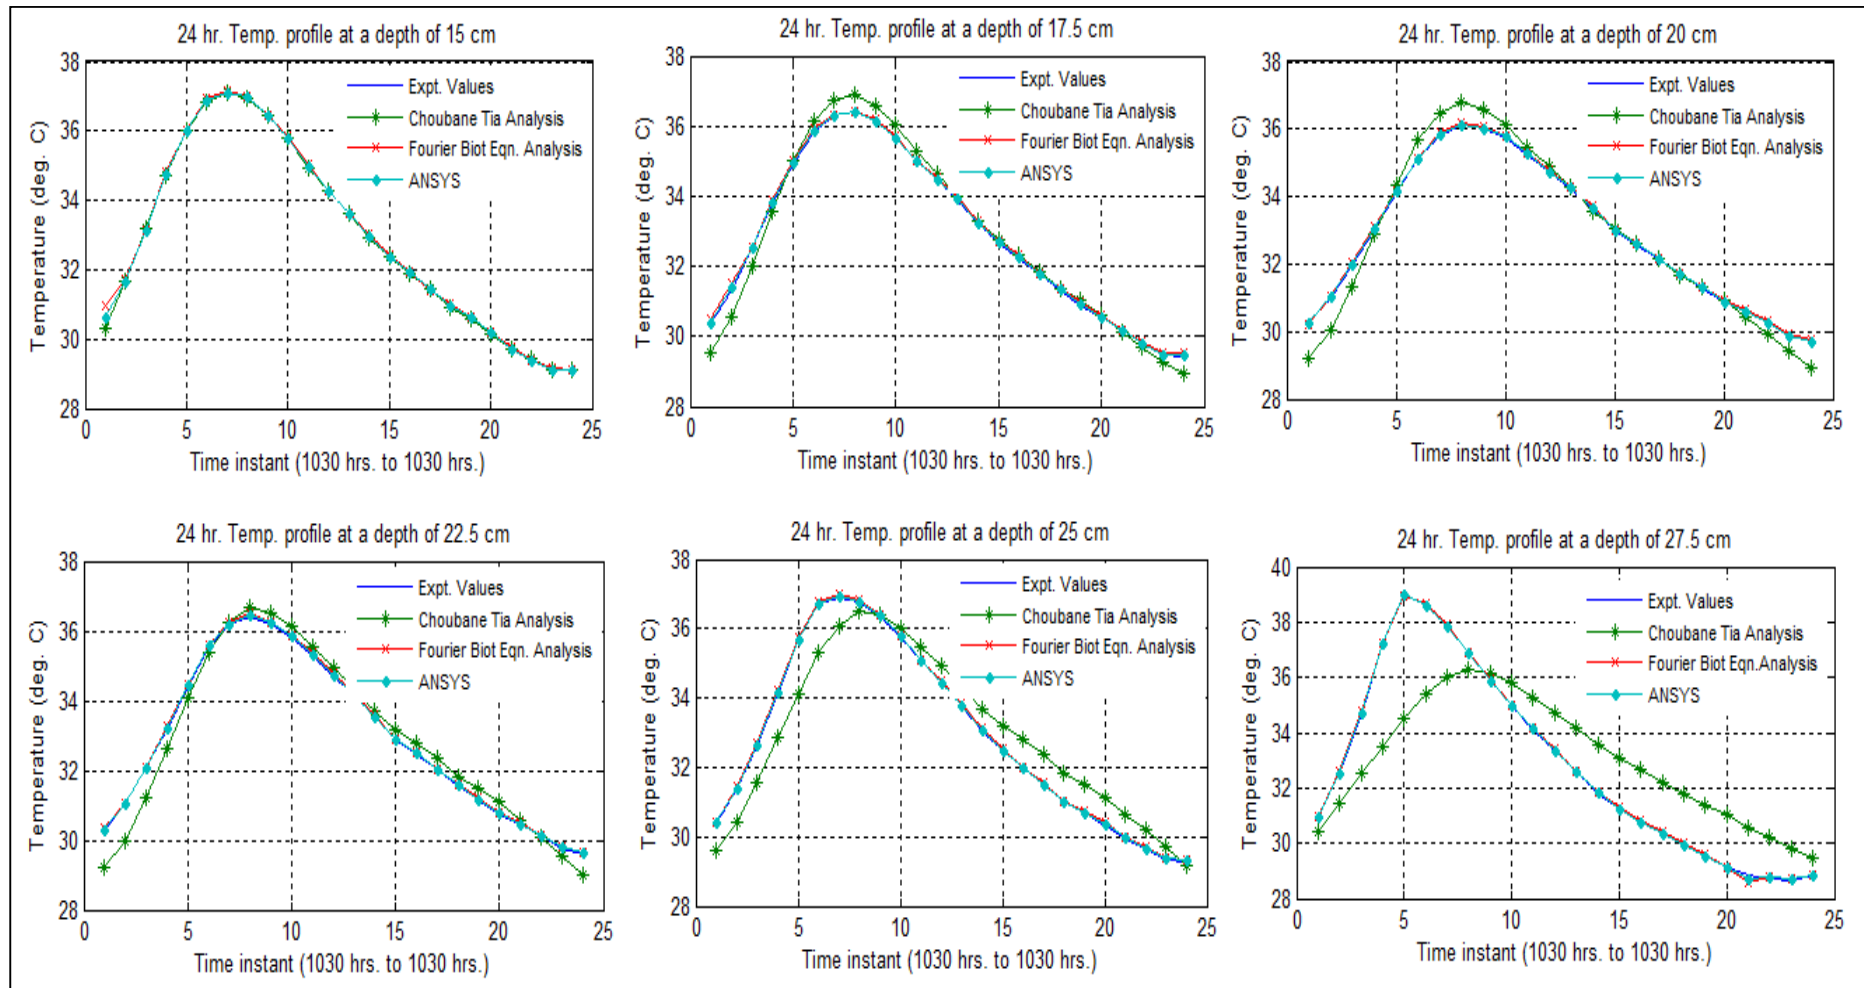 24 hr. Temp. profile at a depth of 15 cm
38
36
34
32
30
28
0
5
10
15
20
25
Temperature (deg. C)
Time instant (1030 hrs. to 1030 hrs.)
Expt. Values
Choubane Tia Analysis
Fourier Biot Eqn. Analysis
ANSYS
24 hr. Temp. profile at a depth of 17.5 cm
38
36
34
32
30
28
0
5
10
15
20
25
Temperature (deg. C)
Time instant (1030 hrs. to 1030 hrs.)
Expt. Values
Choubane Tia Analysis
Fourier Biot Eqn. Analysis
ANSYS
24 hr. Temp. profile at a depth of 20 cm
38
36
34
32
30
28
0
5
10
15
20
25
Temperature (deg. C)
Time instant (1030 hrs. to 1030 hrs.)
Expt. Values
Choubane Tia Analysis
Fourier Biot Eqn. Analysis
ANSYS
24 hr. Temp. profile at a depth of 22.5 cm
38
36
34
32
30
28
0
5
10
15
20
25
Temperature (deg. C)
Time instant (1030 hrs. to 1030 hrs.)
Expt. Values
Choubane Tia Analysis
Fourier Biot Eqn. Analysis
ANSYS
24 hr. Temp. profile at a depth of 25 cm
38
36
34
32
30
28
0
5
10
15
20
25
Temperature (deg. C)
Time instant (1030 hrs. to 1030 hrs.)
Expt. Values
Choubane Tia Analysis
Fourier Biot Eqn. Analysis
ANSYS
24 hr. Temp. profile at a depth of 27.5 cm
40
38
36
34
32
30
28
0
5
10
15
20
25
Temperature (deg. C)
Time instant (1030 hrs. to 1030 hrs.)
Expt. Values
Choubane Tia Analysis
Fourier Biot Eqn.Analysis
ANSYS